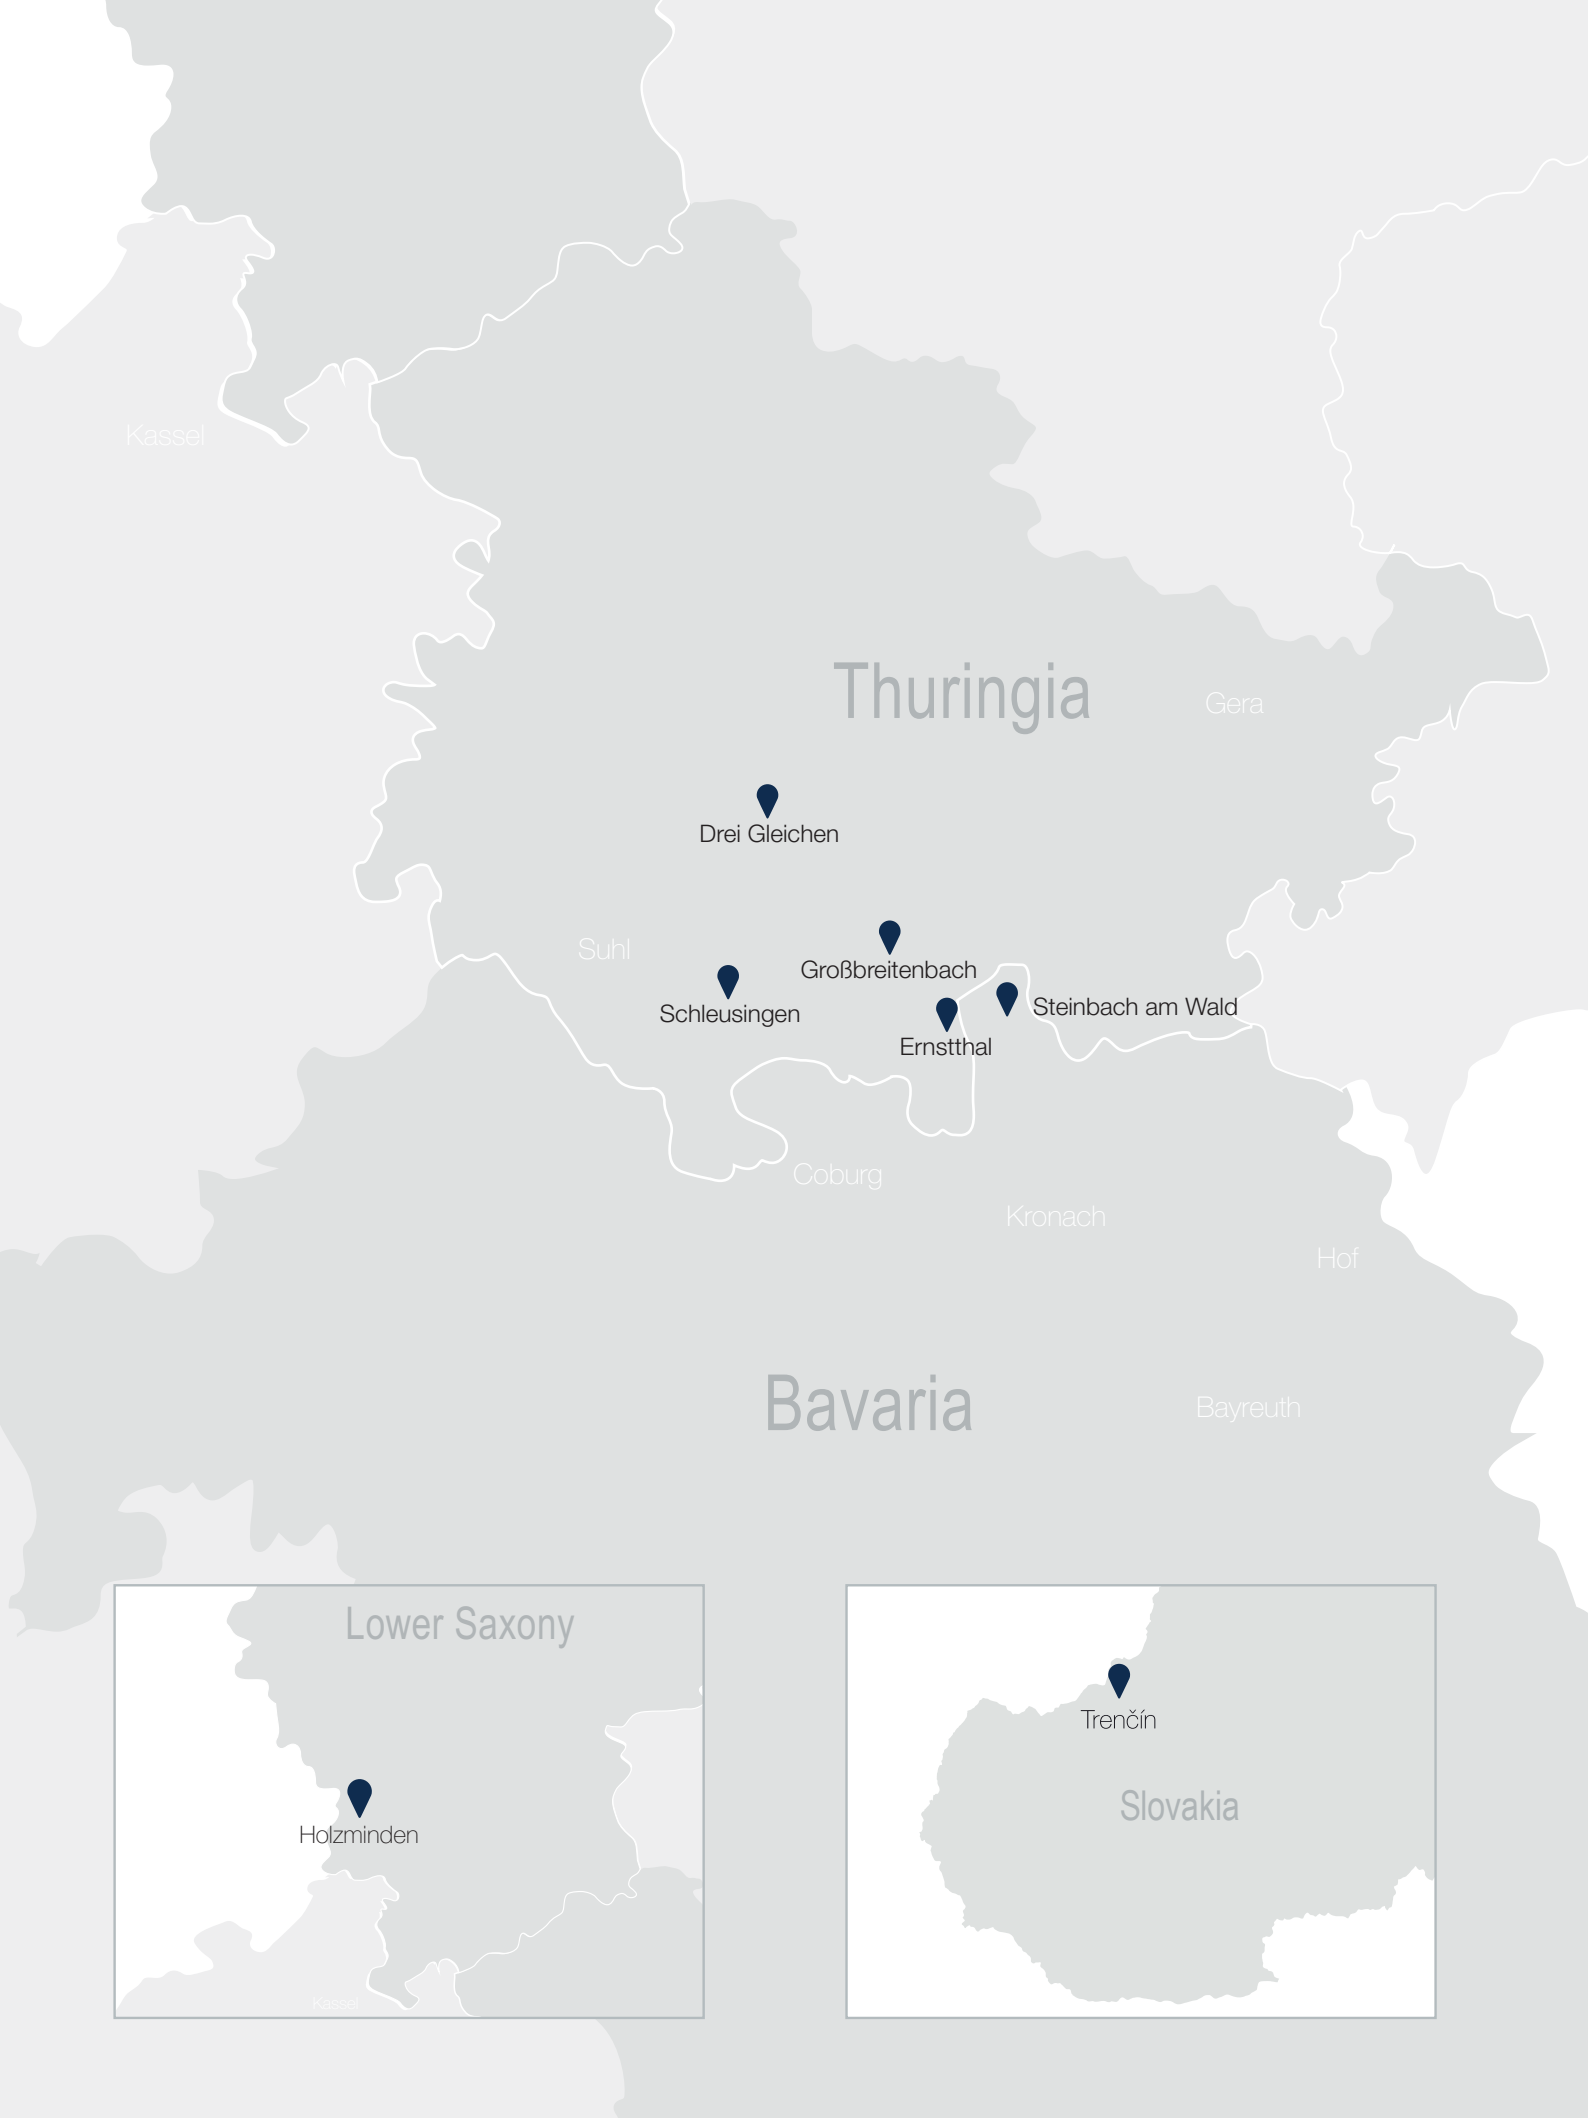 Kassel
Thuringia
Gera
Drei Gleichen
Suhl
Großbreitenbach
Schleusingen
Steinbach am Wald
Ernstthal
Coburg
Kronach
Hof
Bavaria
Bayreuth
Lower Saxony
Holzminden
Kassel
Trenčín
Slovakia